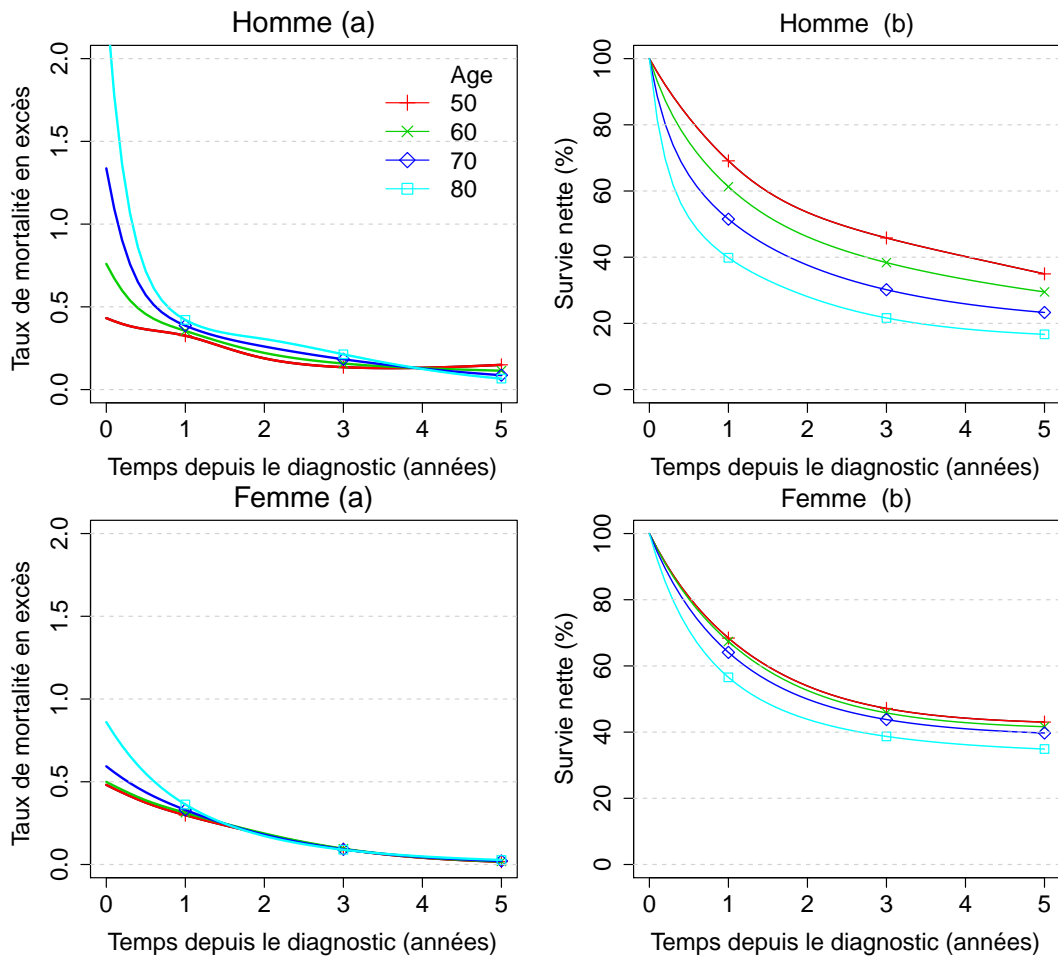 Homme (a)
Taux de mortalité en excès
0.0 0.5 1.0 1.5 2.0
Age
50
60
70
80
0 1 2 3 4 5
Temps depuis le diagnostic (années)
Homme (b)
Survie nette (%)
0 20 40 60 80 100
0 1 2 3 4 5
Temps depuis le diagnostic (années)
Femme (a)
Taux de mortalité en excès
0.0 0.5 1.0 1.5 2.0
0 1 2 3 4 5
Temps depuis le diagnostic (années)
Femme (b)
Survie nette (%)
0 20 40 60 80 100
0 1 2 3 4 5
Temps depuis le diagnostic (années)